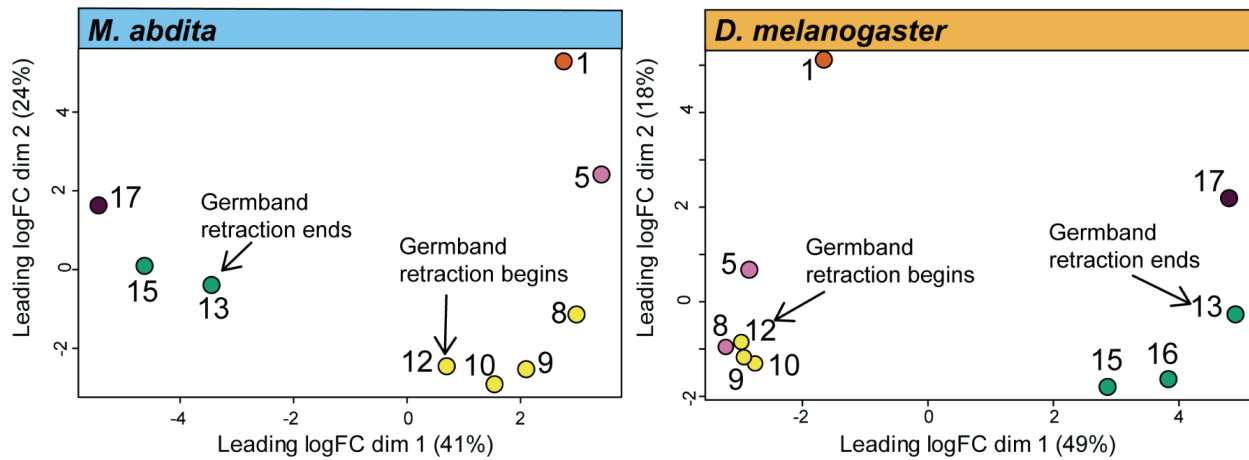 M. abdita
Leading logFC dim 2 (24%)
4
2
0
-2
1
5
17
Germband
retraction ends
Germband
retraction begins
15
13
8
12
10
9
-4
-2
0
2
Leading logFC dim 1 (41%)
D. melanogaster
Leading logFC dim 2 (18%)
4
2
0
-2
1
17
Germband
retraction begins
Germband
retraction ends
5
13
8
12
9
10
15
16
-2
0
2
4
Leading logFC dim 1 (49%)